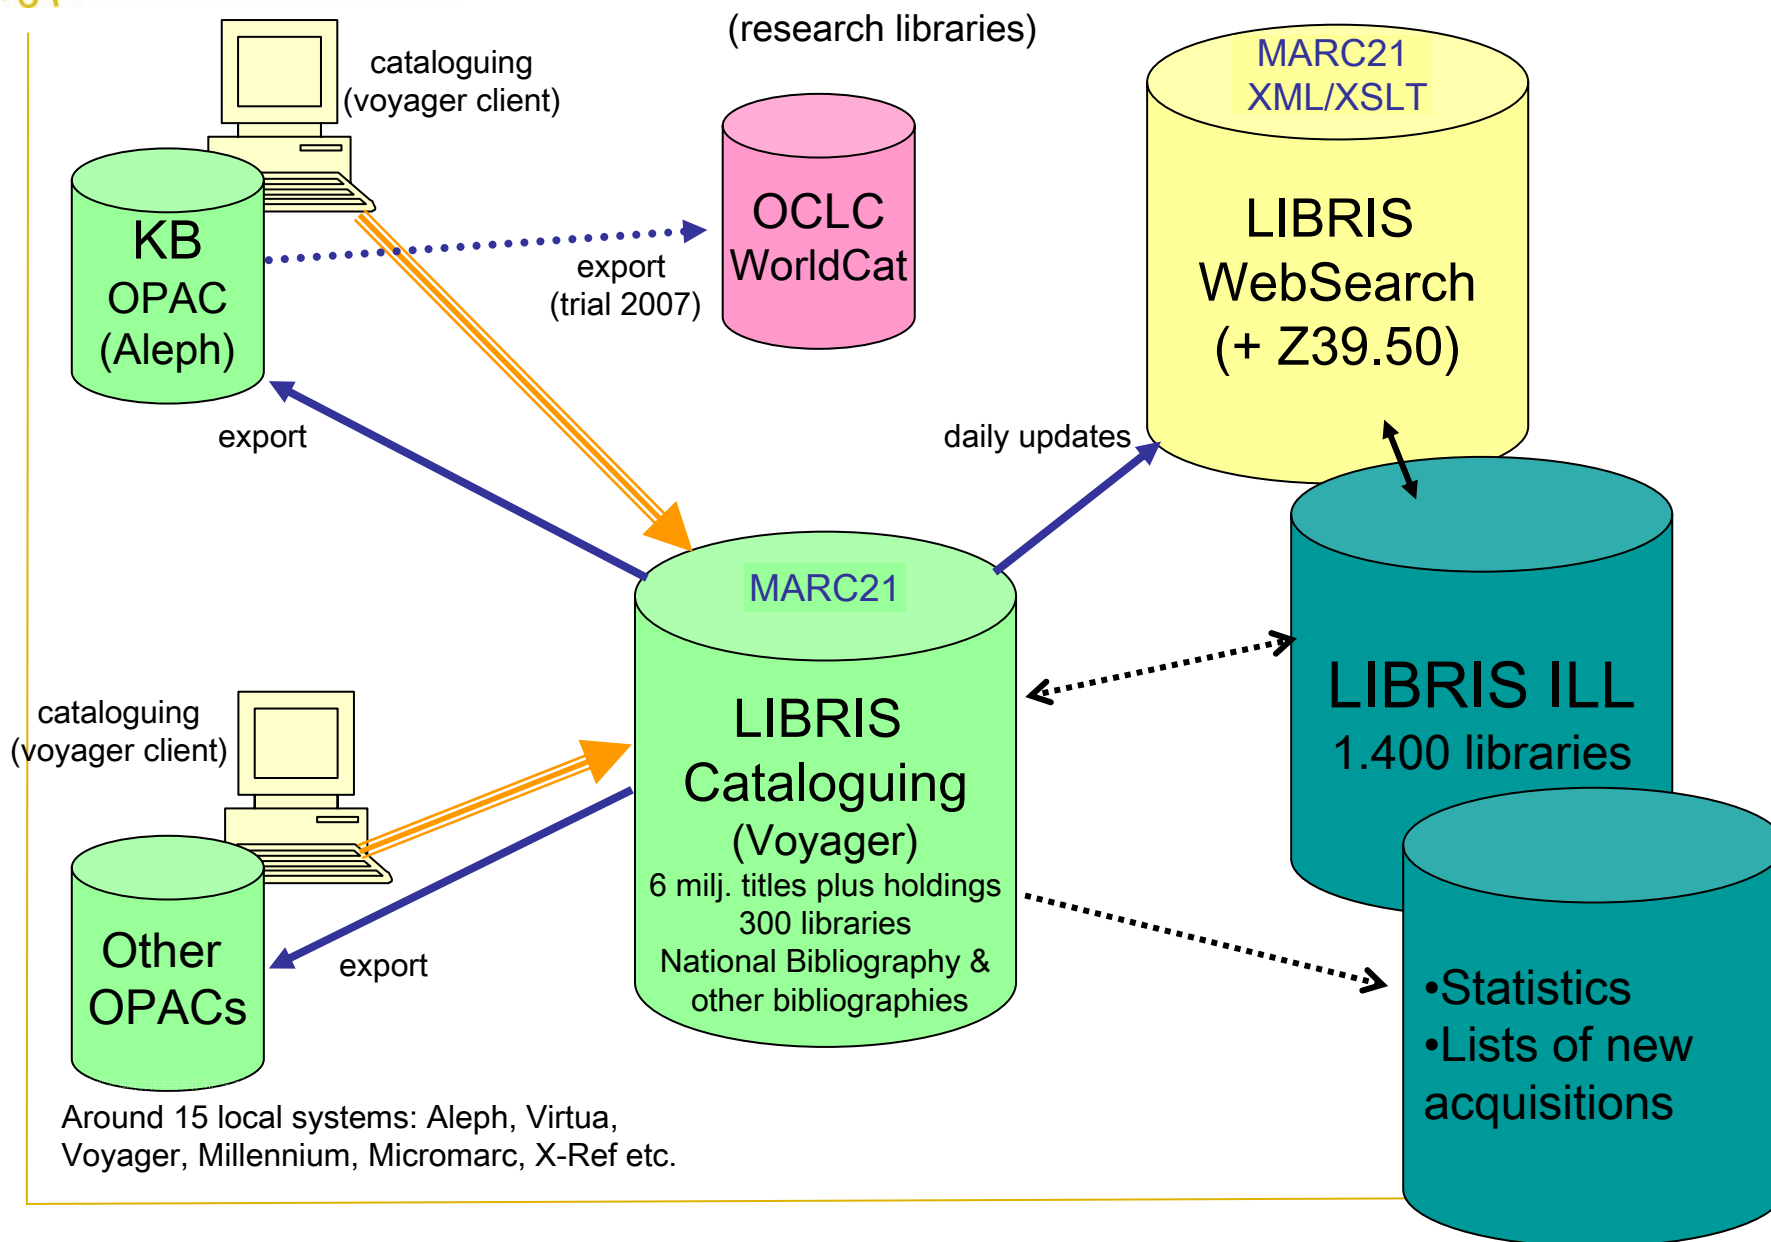 (research libraries)
cataloguing
(voyager client)
MARC21
XML/XSLT
KB
OPAC
(Aleph)
OCLC
WorldCat
export
(trial 2007)
LIBRIS
WebSearch
(+ Z39.50)
export
daily updates
MARC21
LIBRIS
Cataloguing
(Voyager)
6 milj. titles plus holdings
300 libraries
National Bibliography &
other bibliographies
LIBRIS ILL
1.400 libraries
cataloguing
(voyager client)
Other
OPACs
export
•Statistics
•Lists of new
acquisitions
Around 15 local systems: Aleph, Virtua,
Voyager, Millennium, Micromarc, X-Ref etc.